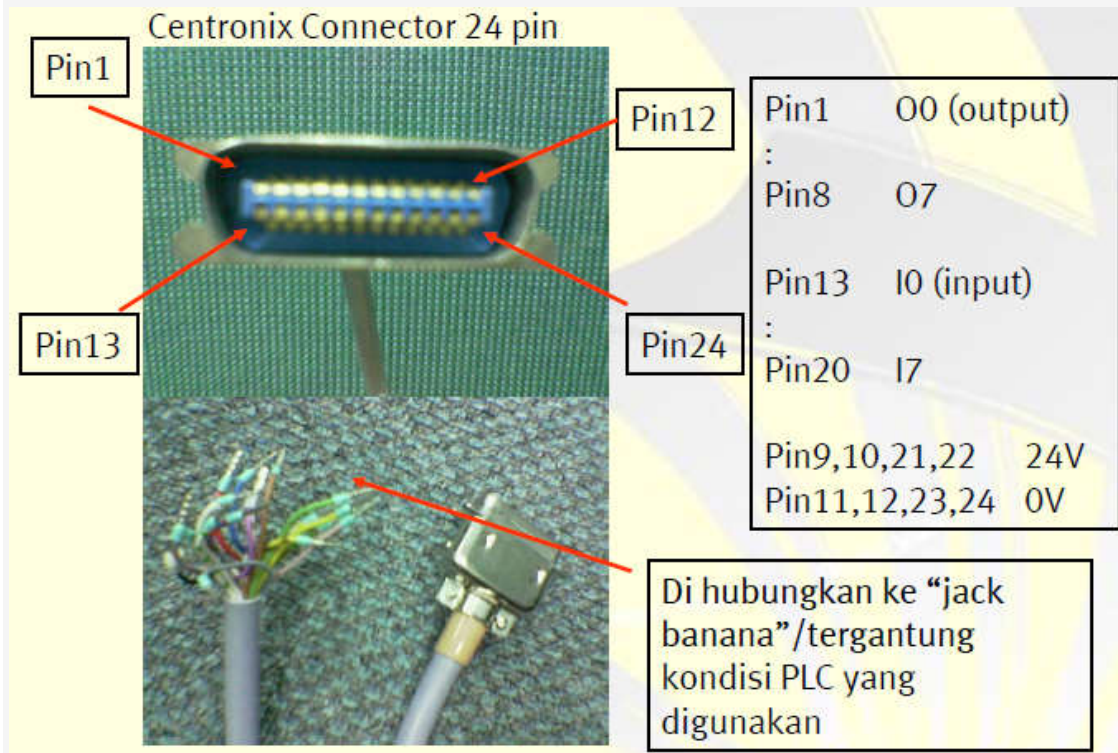 Centronix Connector 24 pin
Pin1
Pin12
Pin13
Pin24
Pin1 O0 (output)
:
Pin8 O7
Pin13 I0 (input)
:
Pin20 I7
Pin9,10,21,22 24V
Pin11,12,23,24 0V
Di hubungkan ke “jack
banana”/tergantung
kondisi PLC yang
digunakan